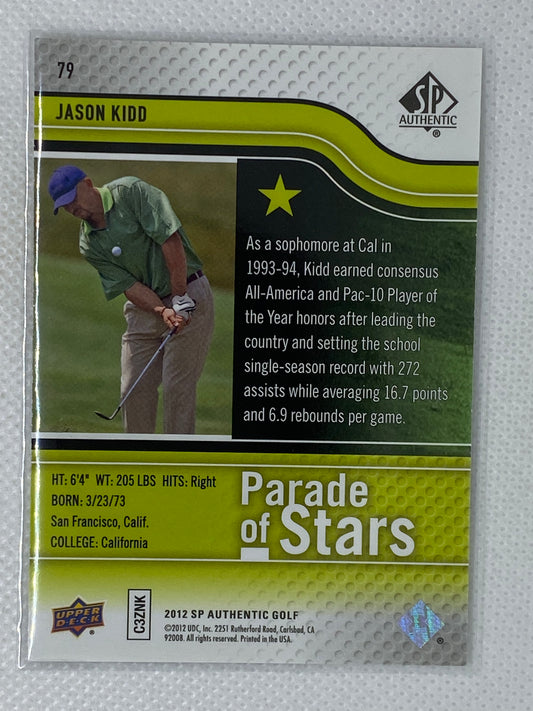 79
JASON KIDD
SP
AUTHENTIC
®
As a sophomore at Cal in
1993-94, Kidd earned consensus
All-America and Pac-10 Player of
the Year honors after leading the
country and setting the school
single-season record with 272
assists while averaging 16.7 points
and 6.9 rebounds per game.
HT: 6'4" WT: 205 LBS HITS: Right
BORN: 3/23/73
San Francisco, Calif.
COLLEGE: California
Parade
of Stars
UPPER
DECK
®
C3ZNK
2012 SP AUTHENTIC GOLF
©2012 UDC, Inc. 2251 Rutherford Road, Carlsbad, CA
92008. All rights reserved. Printed in the USA.
®